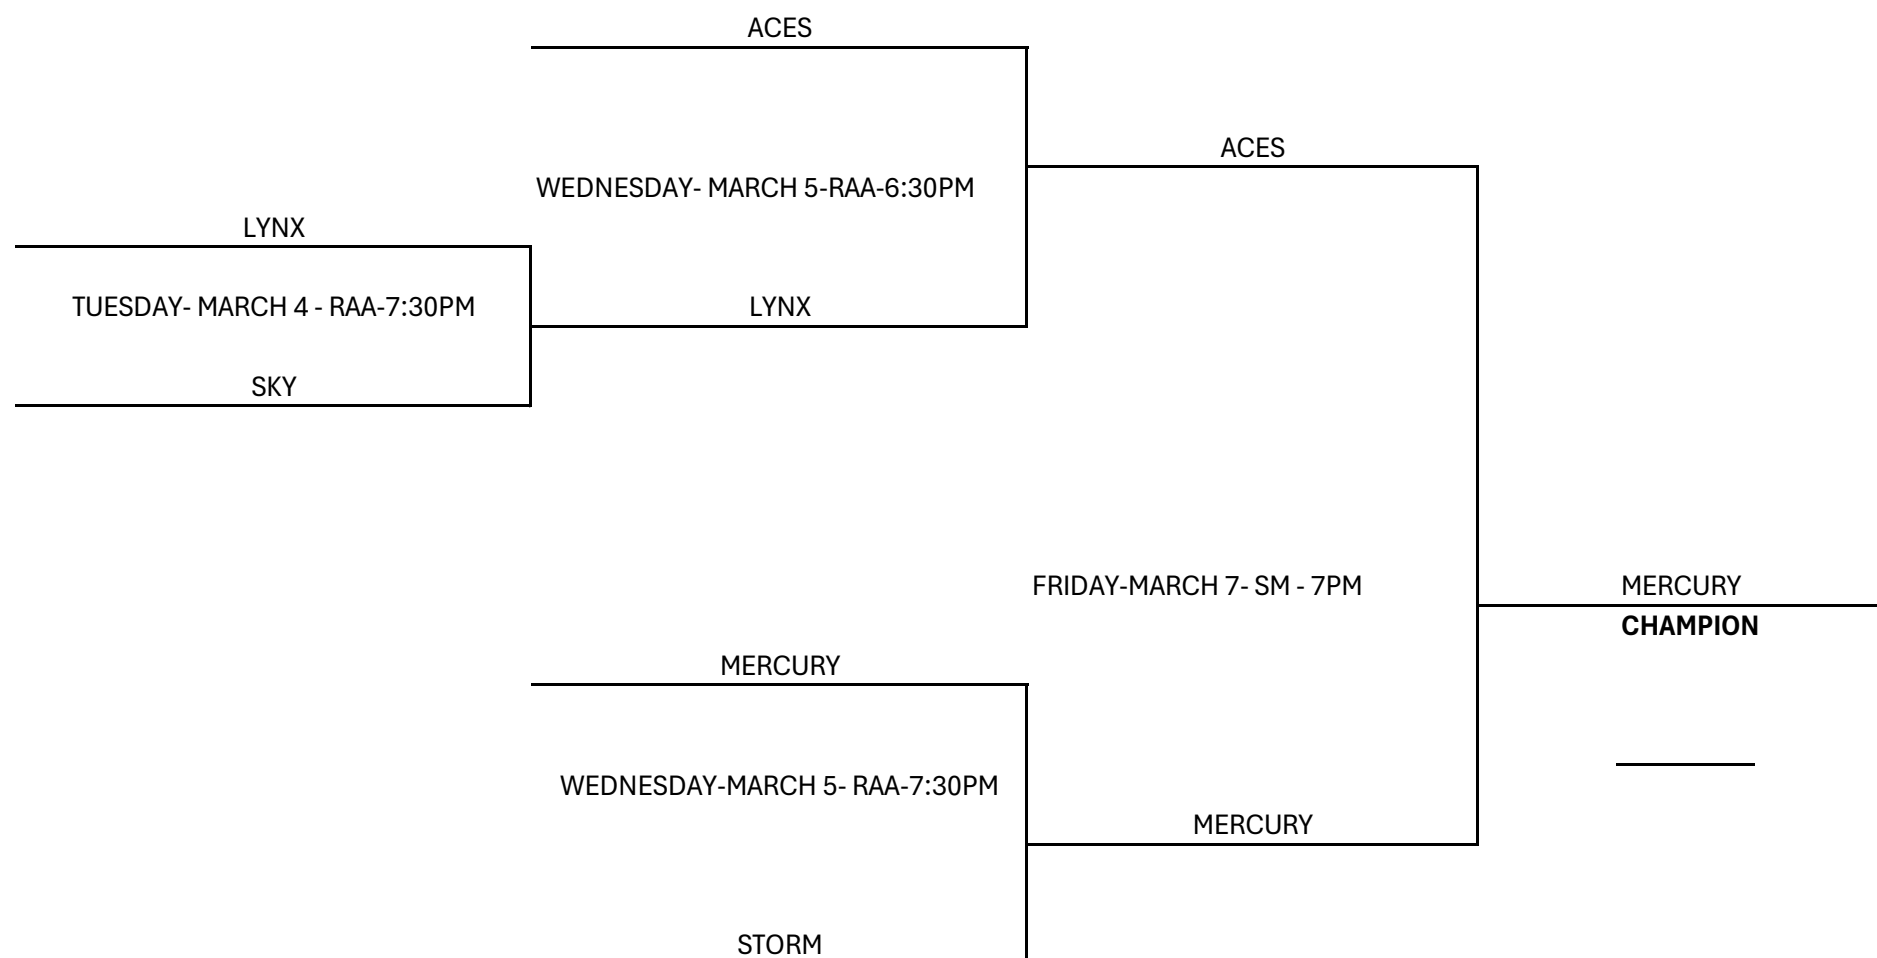 ACES
ACES
WEDNESDAY- MARCH 5-RAA-6:30PM
LYNX
TUESDAY- MARCH 4 - RAA-7:30PM
LYNX
SKY
FRIDAY-MARCH 7- SM - 7PM
MERCURY
CHAMPION
MERCURY
WEDNESDAY-MARCH 5- RAA-7:30PM
MERCURY
STORM